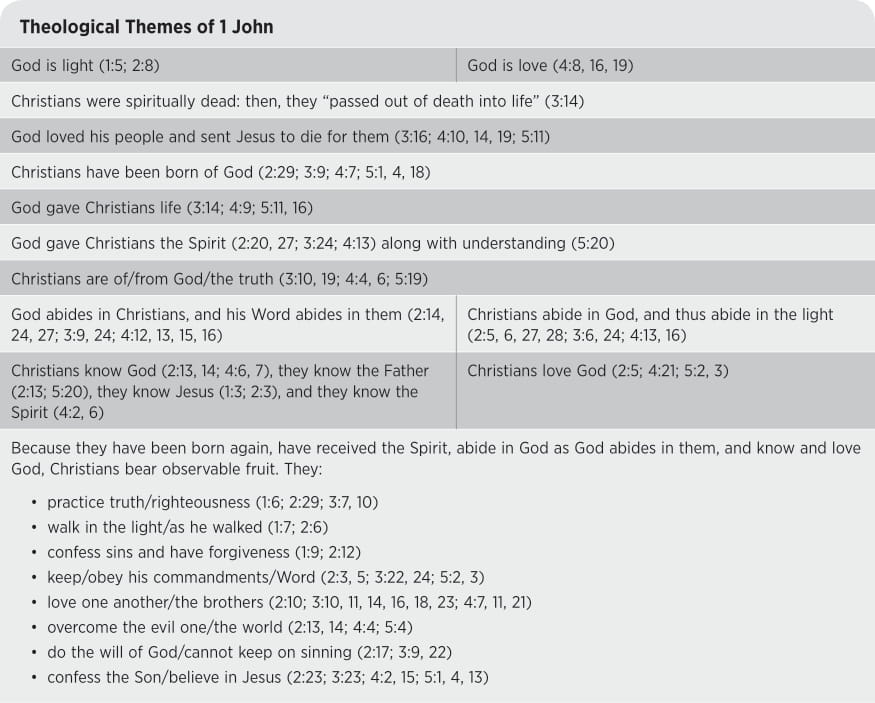 Theological Themes of 1 John
God is light (1:5; 2:8)
God is love (4:8, 16, 19)
Christians were spiritually dead: then, they “passed out of death into life” (3:14)
God loved his people and sent Jesus to die for them (3:16; 4:10, 14, 19; 5:11)
Christians have been born of God (2:29; 3:9; 4:7; 5:1, 4, 18)
God gave Christians life (3:14; 4:9; 5:11, 16)
God gave Christians the Spirit (2:20, 27; 3:24; 4:13) along with understanding (5:20)
Christians are of/from God/the truth (3:10, 19; 4:4, 6; 5:19)
God abides in Christians, and his Word abides in them (2:14,
24, 27; 3:9, 24; 4:12, 13, 15, 16)
Christians abide in God, and thus abide in the light
(2:5, 6, 27, 28; 3:6, 24; 4:13, 16)
Christians know God (2:13, 14; 4:6, 7), they know the Father
(2:13; 5:20), they know Jesus (1:3; 2:3), and they know the
Spirit (4:2, 6)
Christians love God (2:5; 4:21; 5:2, 3)
Because they have been born again, have received the Spirit, abide in God as God abides in them, and know and love
God, Christians bear observable fruit. They:
• practice truth/righteousness (1:6; 2:29; 3:7, 10)
• walk in the light/as he walked (1:7; 2:6)
• confess sins and have forgiveness (1:9; 2:12)
• keep/obey his commandments/Word (2:3, 5; 3:22, 24; 5:2, 3)
• love one another/the brothers (2:10; 3:10, 11, 14, 16, 18, 23; 4:7, 11, 21)
• overcome the evil one/the world (2:13, 14; 4:4; 5:4)
• do the will of God/cannot keep on sinning (2:17; 3:9, 22)
• confess the Son/believe in Jesus (2:23; 3:23; 4:2, 15; 5:1, 4, 13)